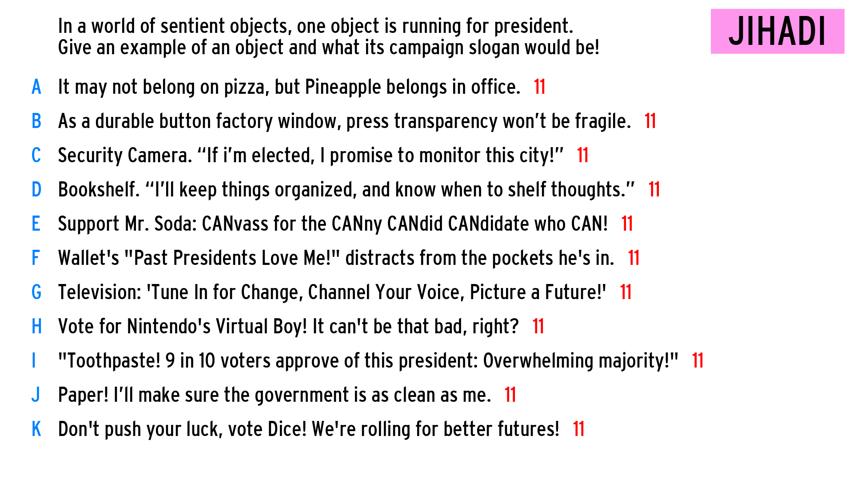 In a world of sentient objects, one object is running for president.
Give an example of an object and what its campaign slogan would be!
JIHADI
A It may not belong on pizza, but Pineapple belongs in office. 11
B As a durable button factory window, press transparency won’t be fragile. 11
C Security Camera. “If i’m elected, I promise to monitor this city!” 11
D Bookshelf. “I’ll keep things organized, and know when to shelf thoughts.” 11
E Support Mr. Soda: CANvass for the CANny CANdid CANdidate who CAN! 11
F Wallet's "Past Presidents Love Me!" distracts from the pockets he's in. 11
G Television: 'Tune In for Change, Channel Your Voice, Picture a Future!' 11
H Vote for Nintendo's Virtual Boy! It can't be that bad, right? 11
I "Toothpaste! 9 in 10 voters approve of this president: Overwhelming majority!" 11
J Paper! I’ll make sure the government is as clean as me. 11
K Don't push your luck, vote Dice! We're rolling for better futures! 11